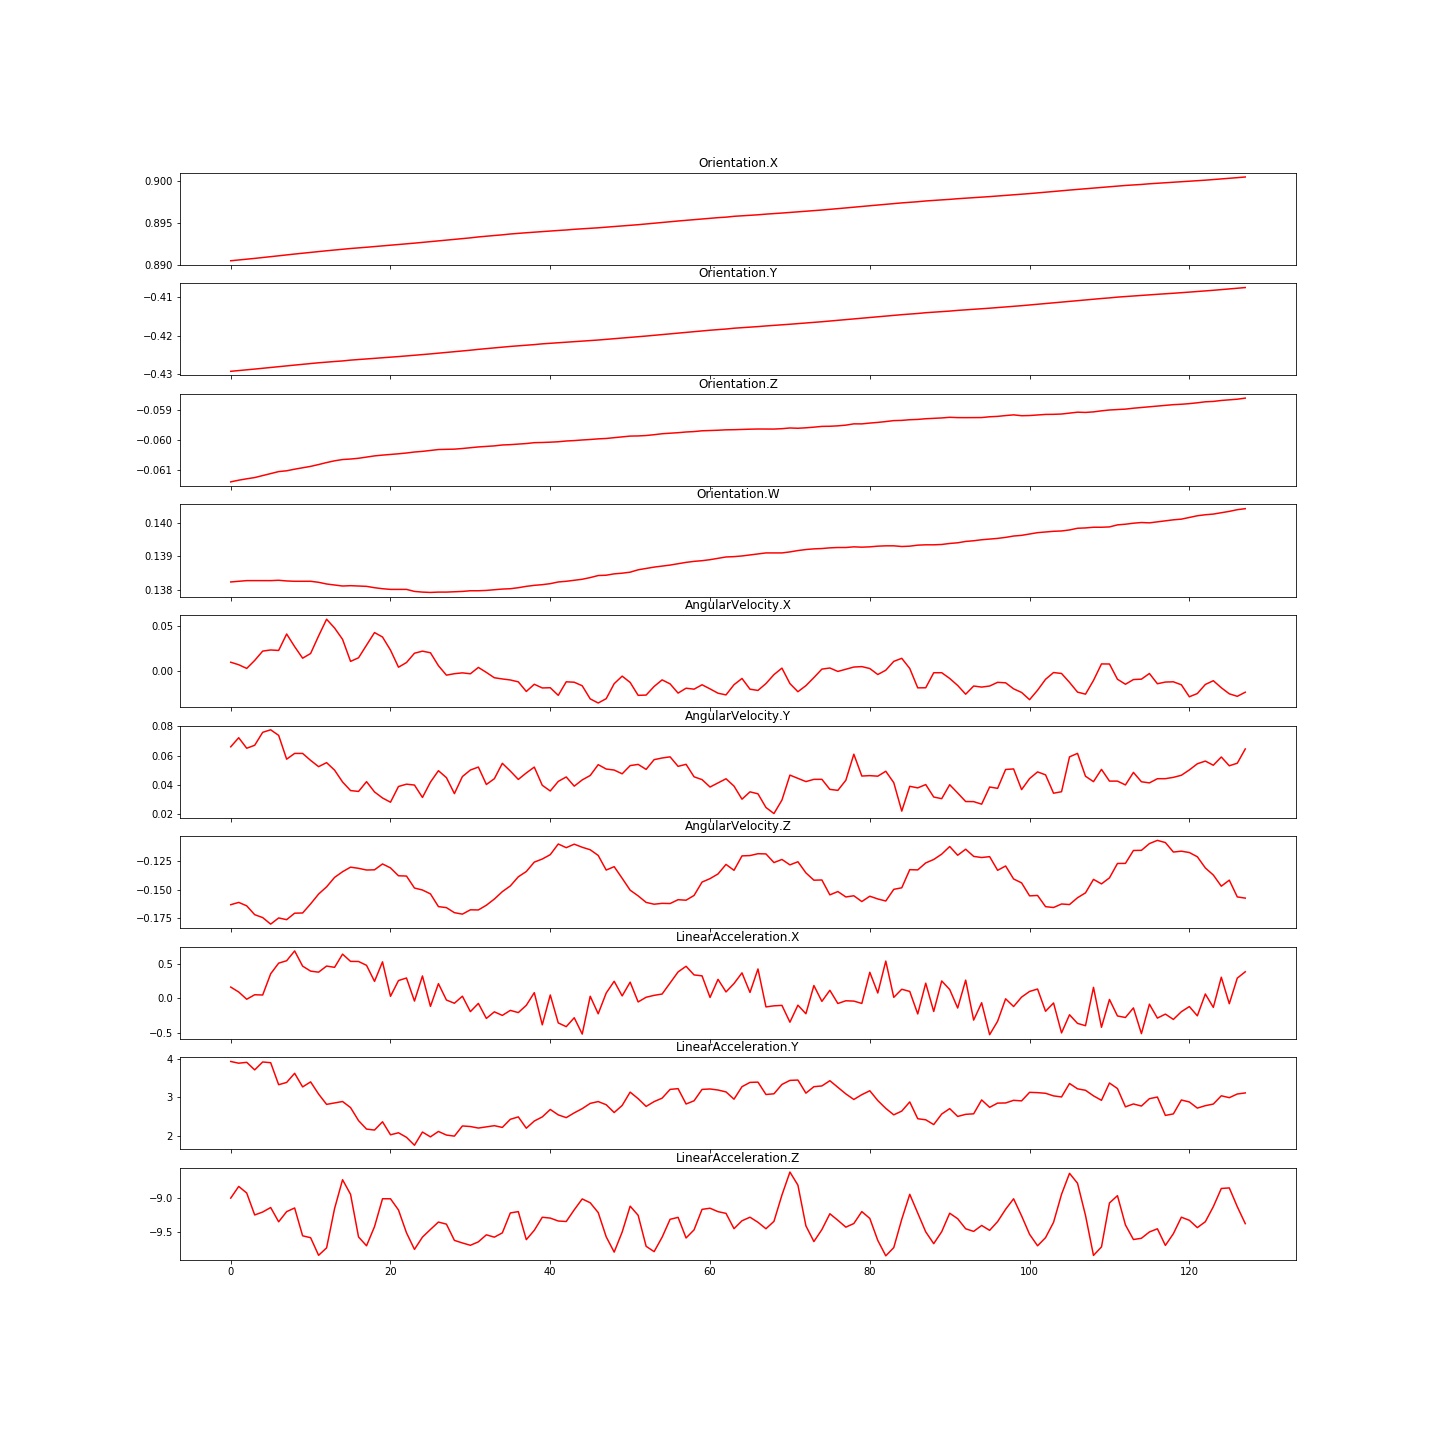 Orientation.X
0.900
0.895
0.890
Orientation.Y
−0.41
−0.42
−0.43
Orientation.Z
−0.059
−0.060
−0.061
Orientation.W
0.140
0.139
0.138
AngularVelocity.X
0.05
0.00
AngularVelocity.Y
0.08
0.06
0.04
0.02
AngularVelocity.Z
−0.125
−0.150
−0.175
LinearAcceleration.X
0.5
0.0
−0.5
LinearAcceleration.Y
4
3
2
LinearAcceleration.Z
−9.0
−9.5
0 20 40 60 80 100 120